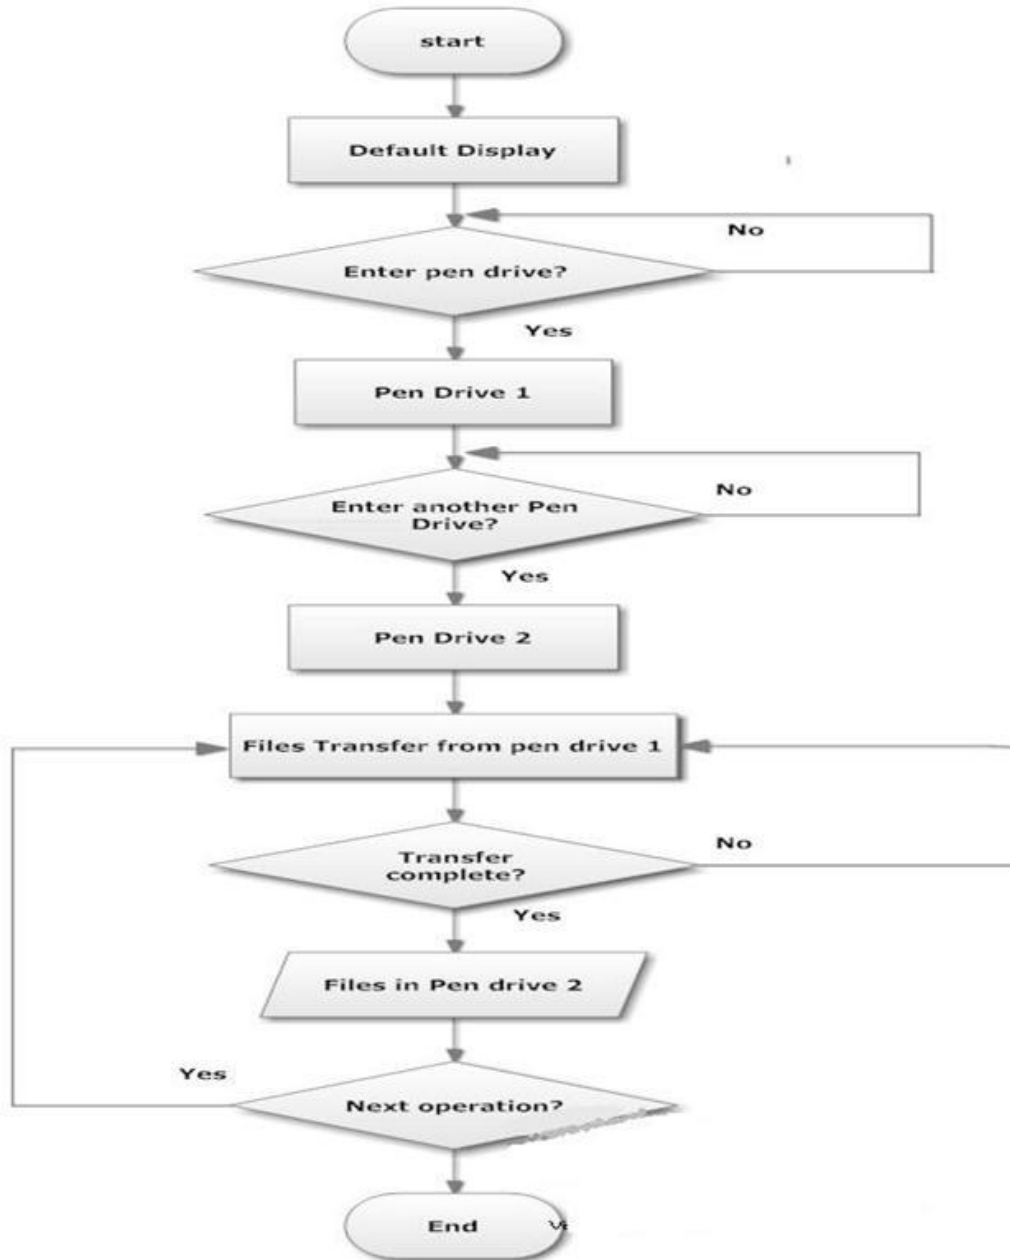 start
Default Display
No
Enter pen drive?
Yes
Pen Drive 1
No
Enter another Pen
Drive?
Yes
Pen Drive 2
Files Transfer from pen drive 1
No
Transfer
complete?
Yes
Files in Pen drive 2
Yes
Next operation?
End